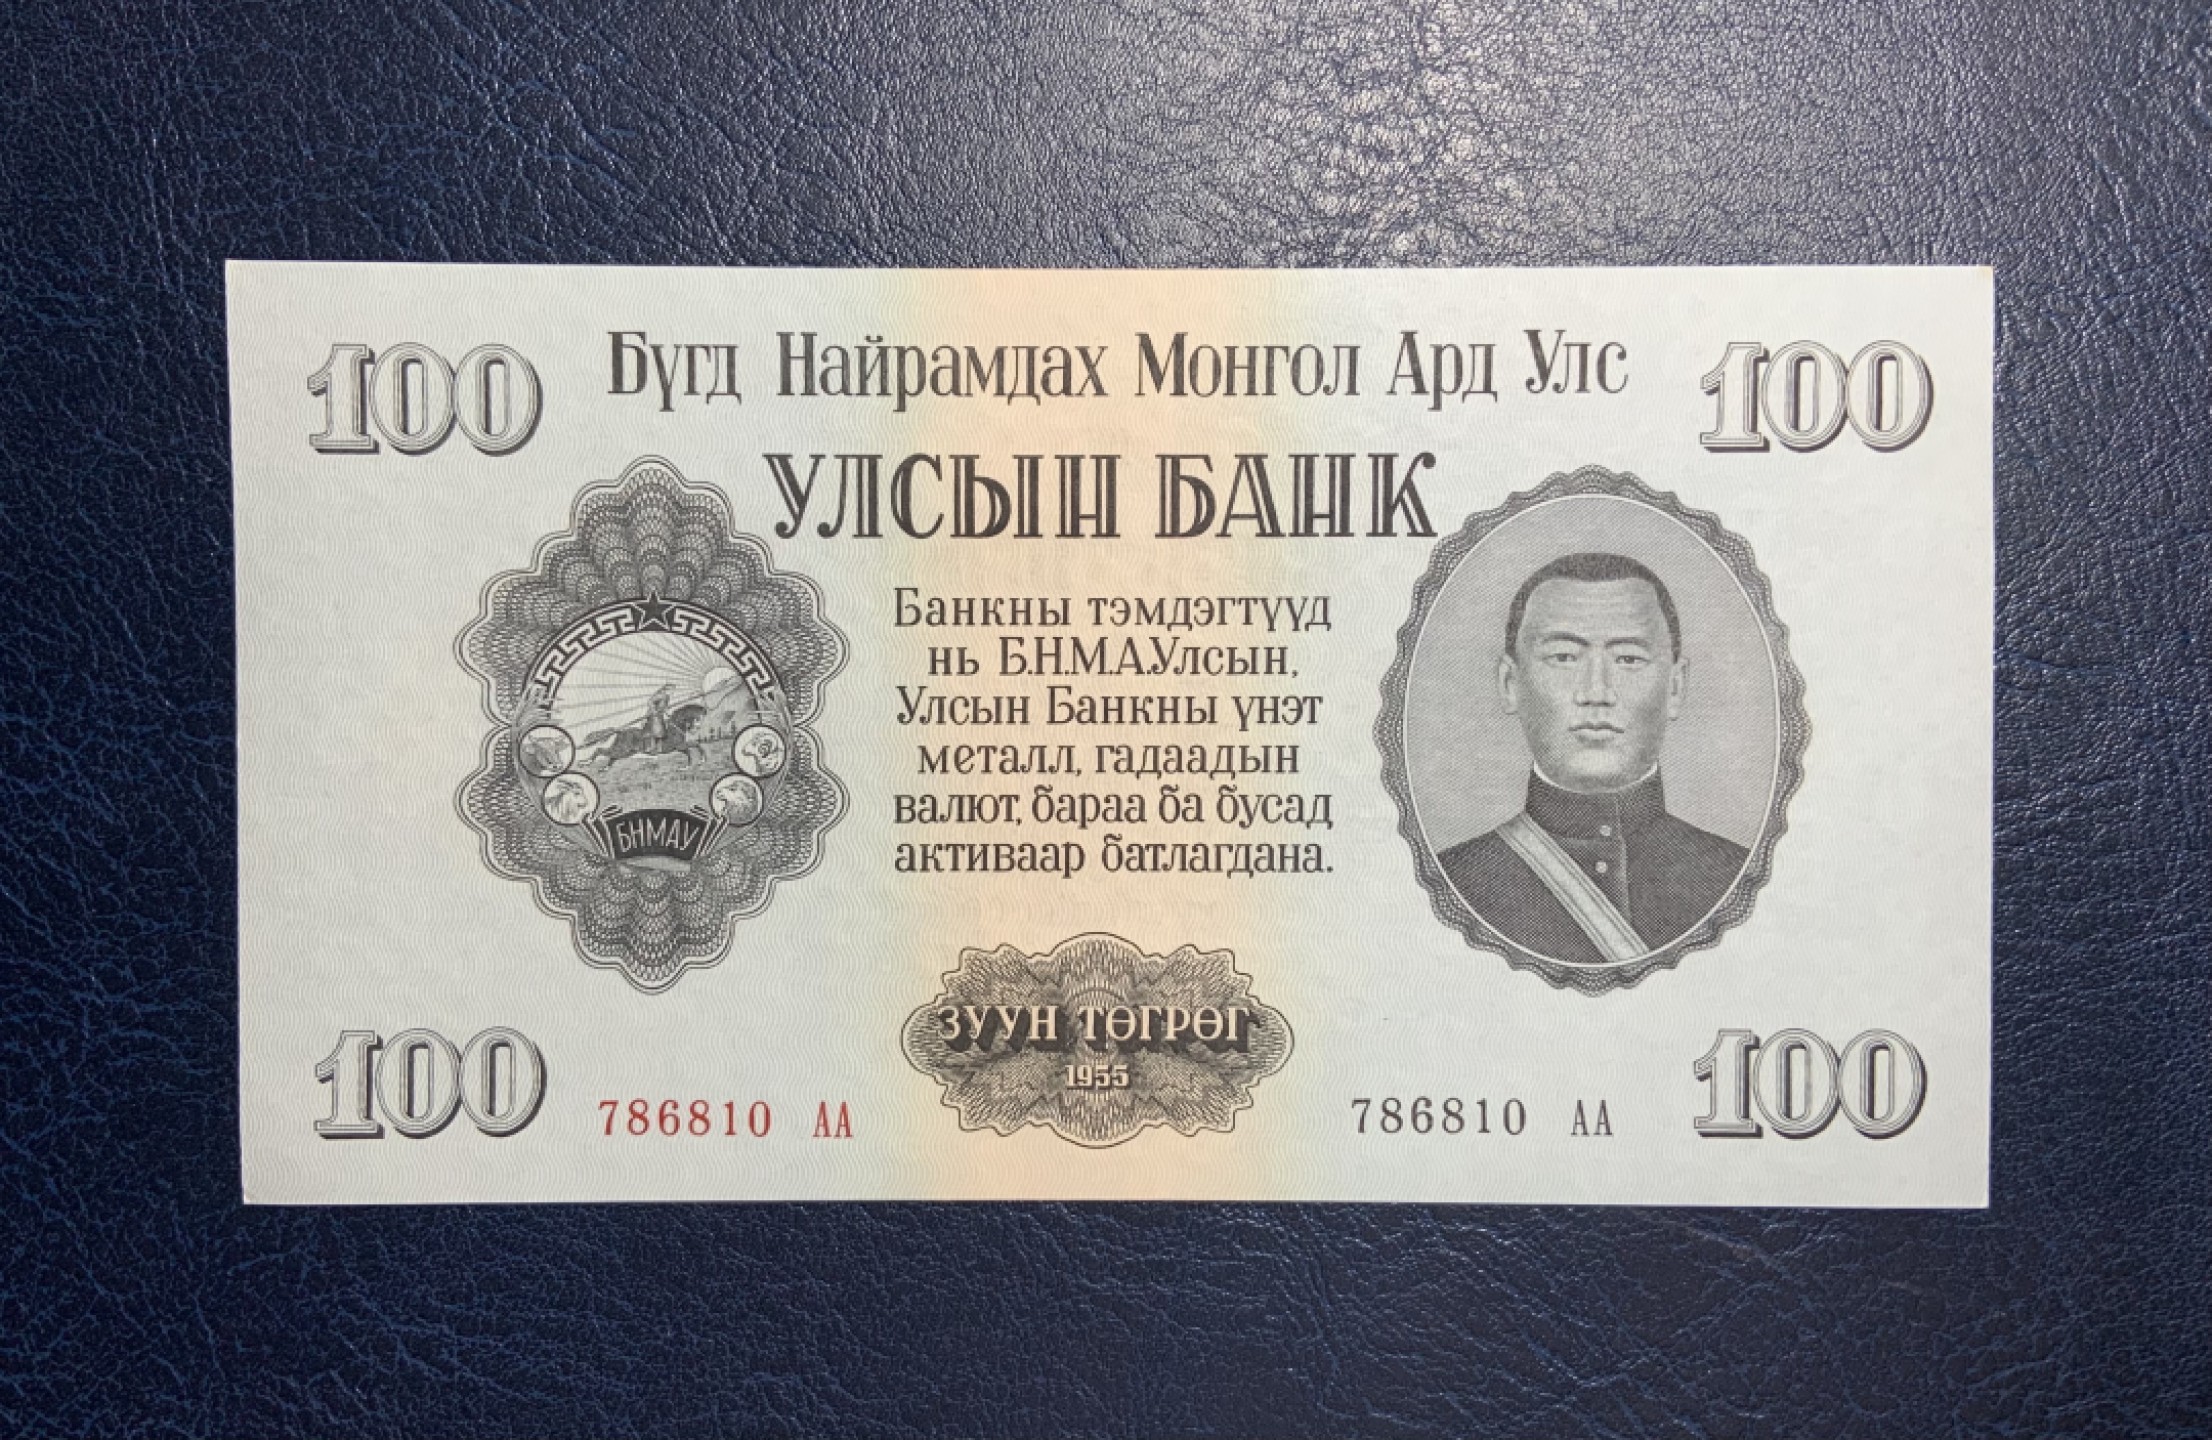 100 Бүгд Найрамдах Монгол Ард Улс 100
УЛСЫН БАНК
Банкны тэмдэгтүүд
нь Б.Н.М.А.Улсын,
Улсын Банкны үнэт
металл, гадаадын
валют, бараа ба бусад
активаар батлагдана.
БНМАУ
ЗУУН ТӨГРӨГ
1955
100 786810 АА 786810 АА 100